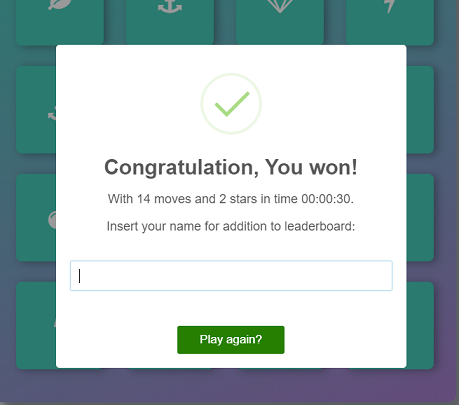 Congratulation, You won!
With 14 moves and 2 stars in time 00:00:30.
Insert your name for addition to leaderboard:
Play again?